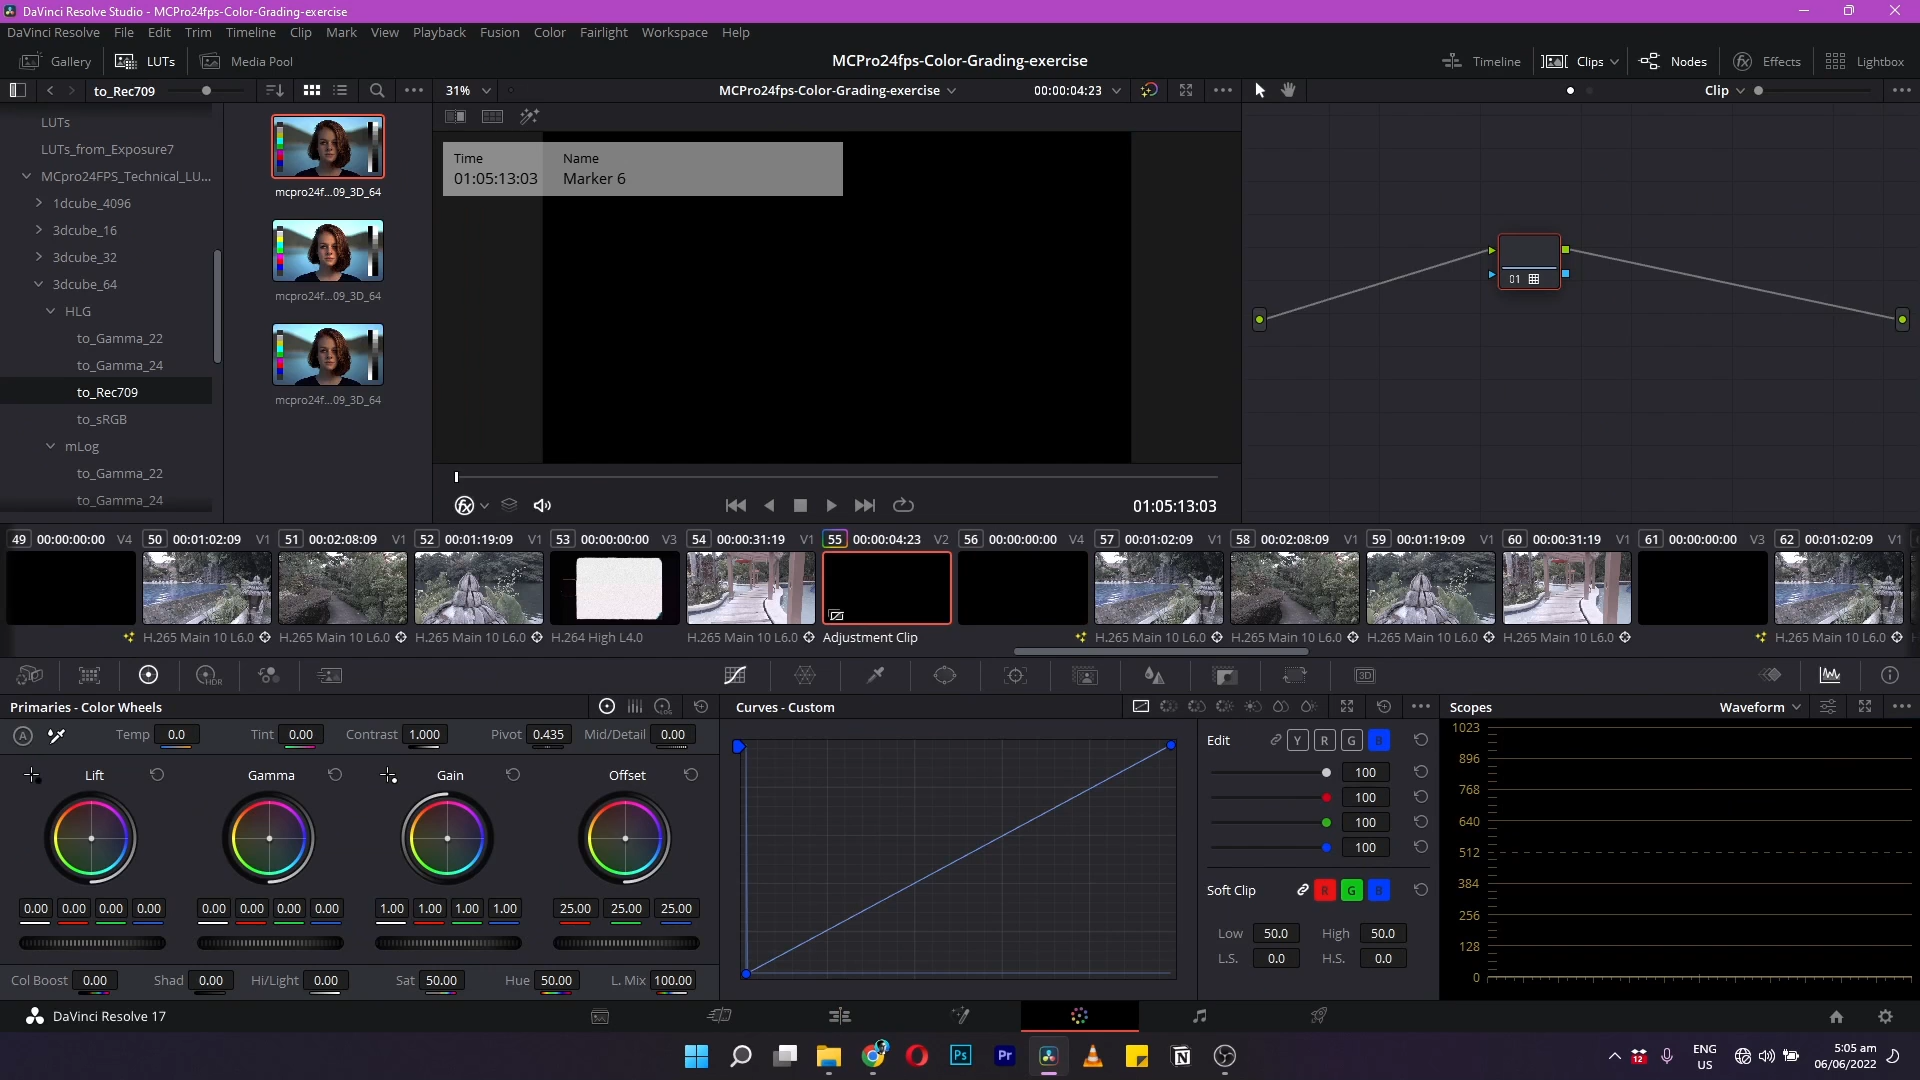 DaVinci Resolve Studio - MCPro24fps-Color-Grading-exercise
DaVinci Resolve File Edit Trim Timeline Clip Mark View Playback Fusion Color Fairlight Workspace Help
Gallery LUTs Media Pool MCPro24fps-Color-Grading-exercise Timeline Clips Nodes Effects Lightbox
to_Rec709 31% MCPro24fps-Color-Grading-exercise 00:00:04:23 Clip
LUTs
LUTs_from_Exposure7
MCpro24FPS_Technical_LU...
1dcube_4096
3dcube_16
3dcube_32
3dcube_64
HLG
to_Gamma_22
to_Gamma_24
to_Rec709
to_sRGB
mLog
to_Gamma_22
to_Gamma_24
mcpro24f...09_3D_64
mcpro24f...09_3D_64
mcpro24f...09_3D_64
Time Name
01:05:13:03 Marker 6
01:05:13:03
01
49 00:00:00:00 V4 50 00:01:02:09 V1 51 00:02:08:09 V1 52 00:01:19:09 V1 53 00:00:00:00 V3 54 00:00:31:19 V1 55 00:00:04:23 V2 56 00:00:00:00 V4 57 00:01:02:09 V1 58 00:02:08:09 V1 59 00:01:19:09 V1 60 00:00:31:19 V1 61 00:00:00:00 V3 62 00:01:02:09 V1
H.265 Main 10 L6.0 H.265 Main 10 L6.0 H.265 Main 10 L6.0 H.264 High L4.0 H.265 Main 10 L6.0 Adjustment Clip H.265 Main 10 L6.0 H.265 Main 10 L6.0 H.265 Main 10 L6.0 H.265 Main 10 L6.0 H.265 Main 10 L6.0
HDR 3D
Primaries - Color Wheels
A Temp 0.0 Tint 0.00 Contrast 1.000 Pivot 0.435 Mid/Detail 0.00
Lift Gamma Gain Offset
0.00 0.00 0.00 0.00 0.00 0.00 0.00 0.00 1.00 1.00 1.00 1.00 25.00 25.00 25.00
Col Boost 0.00 Shad 0.00 Hi/Light 0.00 Sat 50.00 Hue 50.00 L. Mix 100.00
Curves - Custom
Edit Y R G B
100
100
100
100
Soft Clip R G B
Low 50.0 High 50.0
L.S. 0.0 H.S. 0.0
Scopes Waveform
1023
896
768
640
512
384
256
128
0
DaVinci Resolve 17
Ps Pr 12 ENG
US
5:05 am
06/06/2022